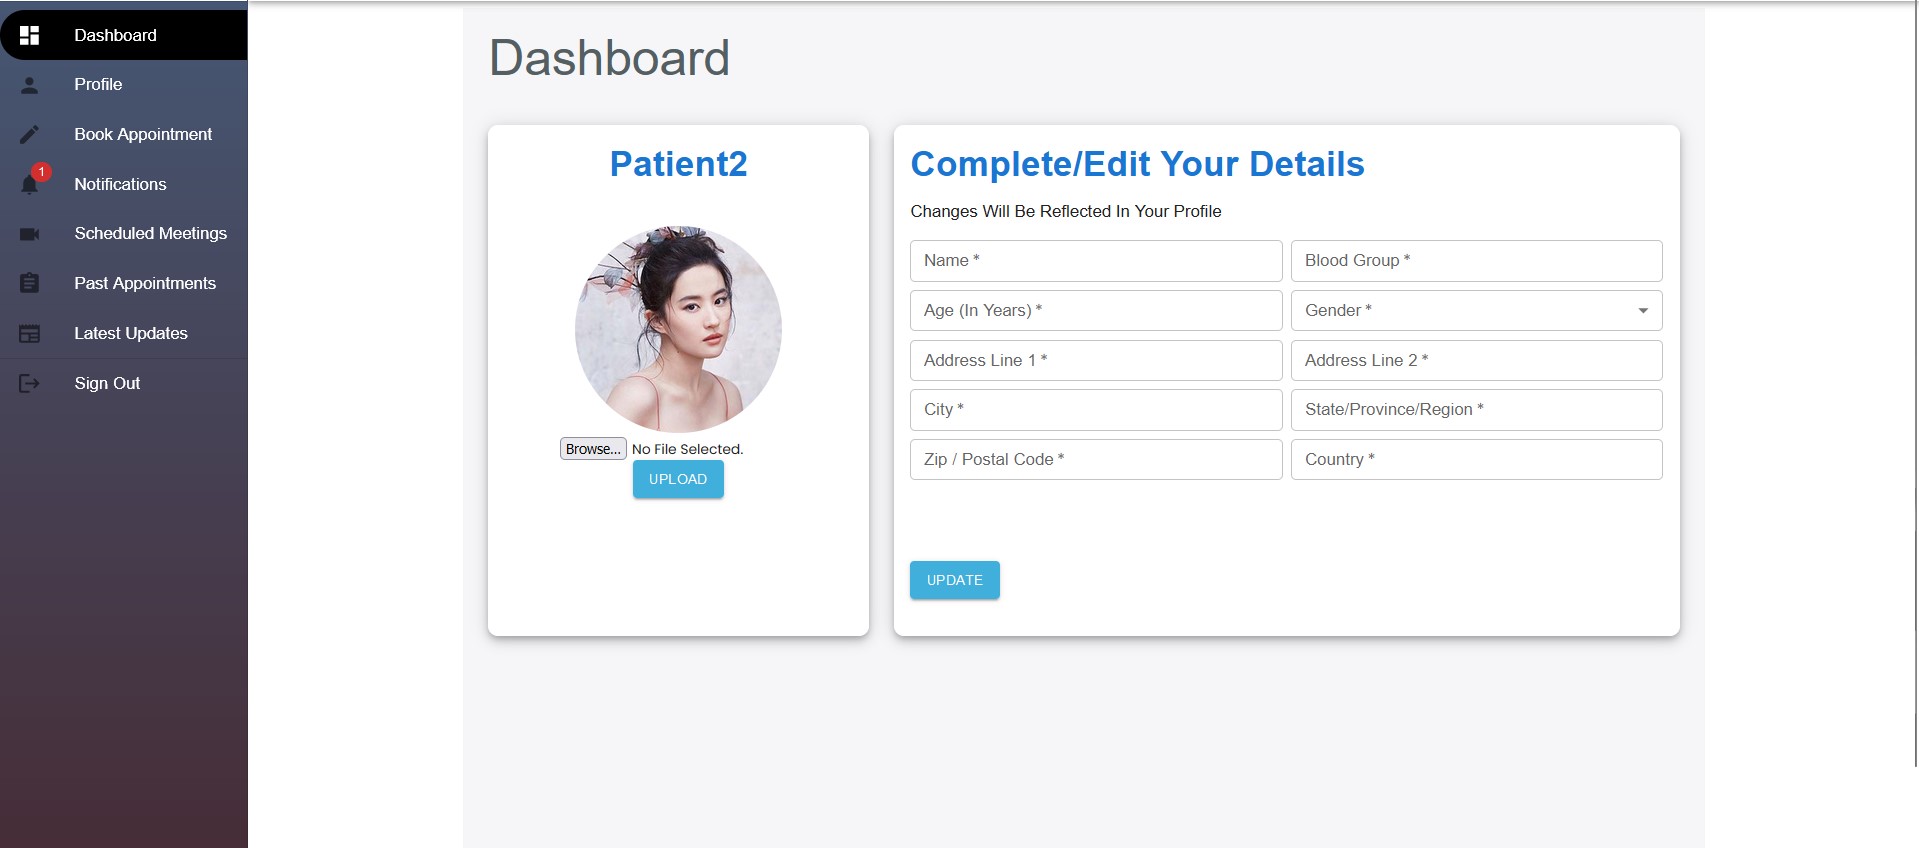 Dashboard
Profile
Book Appointment
1
Notifications
Scheduled Meetings
Past Appointments
Latest Updates
Sign Out
Dashboard
Patient2
Browse... No File Selected.
UPLOAD
Complete/Edit Your Details
Changes Will Be Reflected In Your Profile
Name *
Blood Group *
Age (In Years) *
Gender *
Address Line 1 *
Address Line 2 *
City *
State/Province/Region *
Zip / Postal Code *
Country *
UPDATE